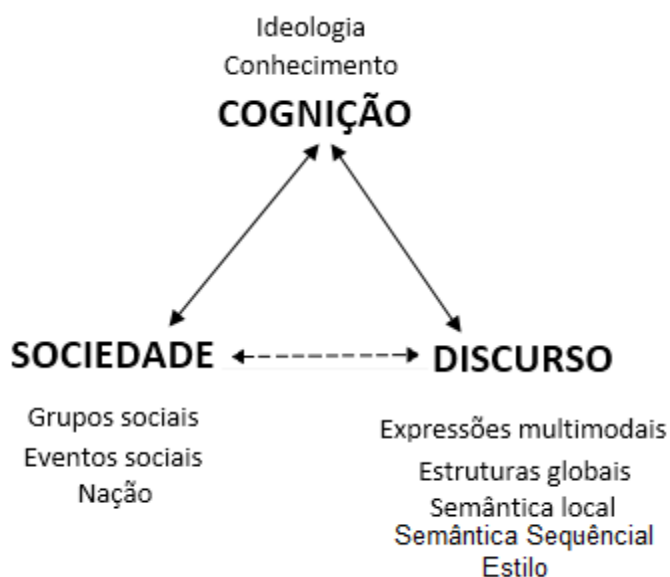 Ideologia
Conhecimento
COGNIÇÃO
SOCIEDADE
DISCURSO
Grupos sociais
Eventos sociais
Nação
Expressões multimodais
Estruturas globais
Semântica local
Semântica Sequêncial
Estilo